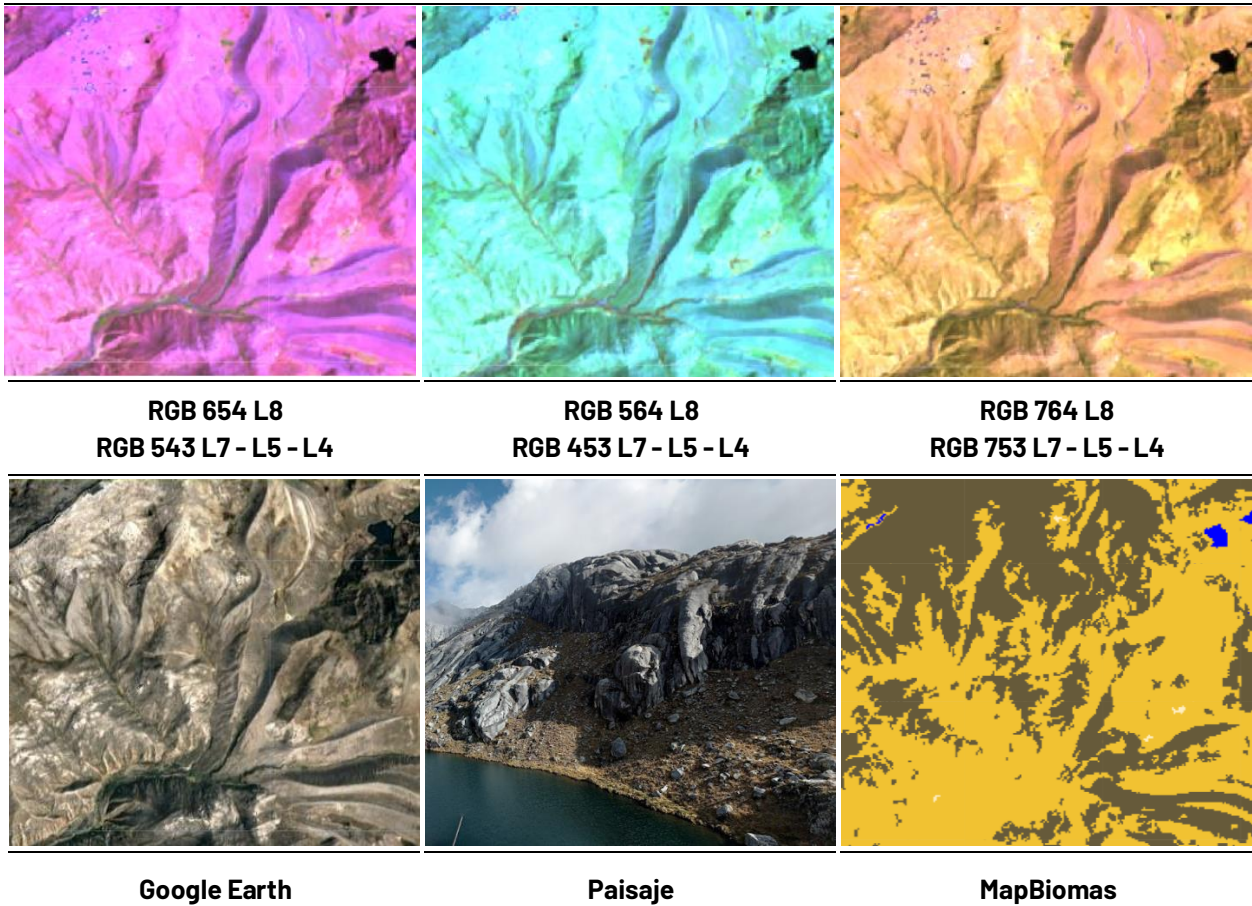 RGB 654 L8
RGB 543 L7 - L5 - L4
RGB 564 L8
RGB 453 L7 - L5 - L4
RGB 764 L8
RGB 753 L7 - L5 - L4
Google Earth
Paisaje
MapBiomas